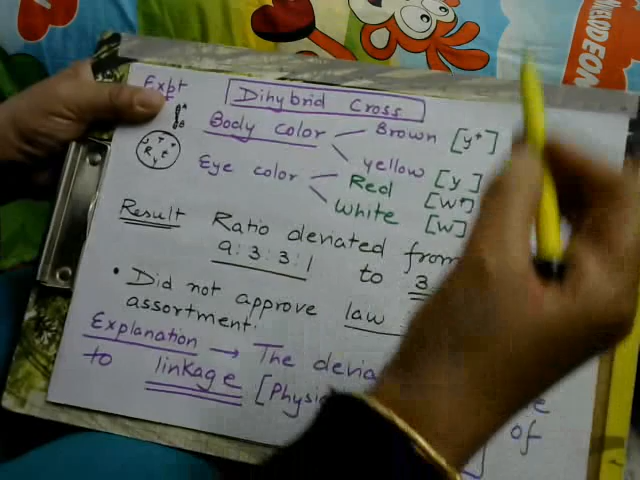 Expt
Dihybrid Cross
Body color — Brown [y+]
yellow [y]
Eye color — Red [w+]
White [w]
Result Ratio deviated from
9:3:3:1 to 3
• Did not approve law
assortment.
Explanation → The devia
to linkage [Physi
of